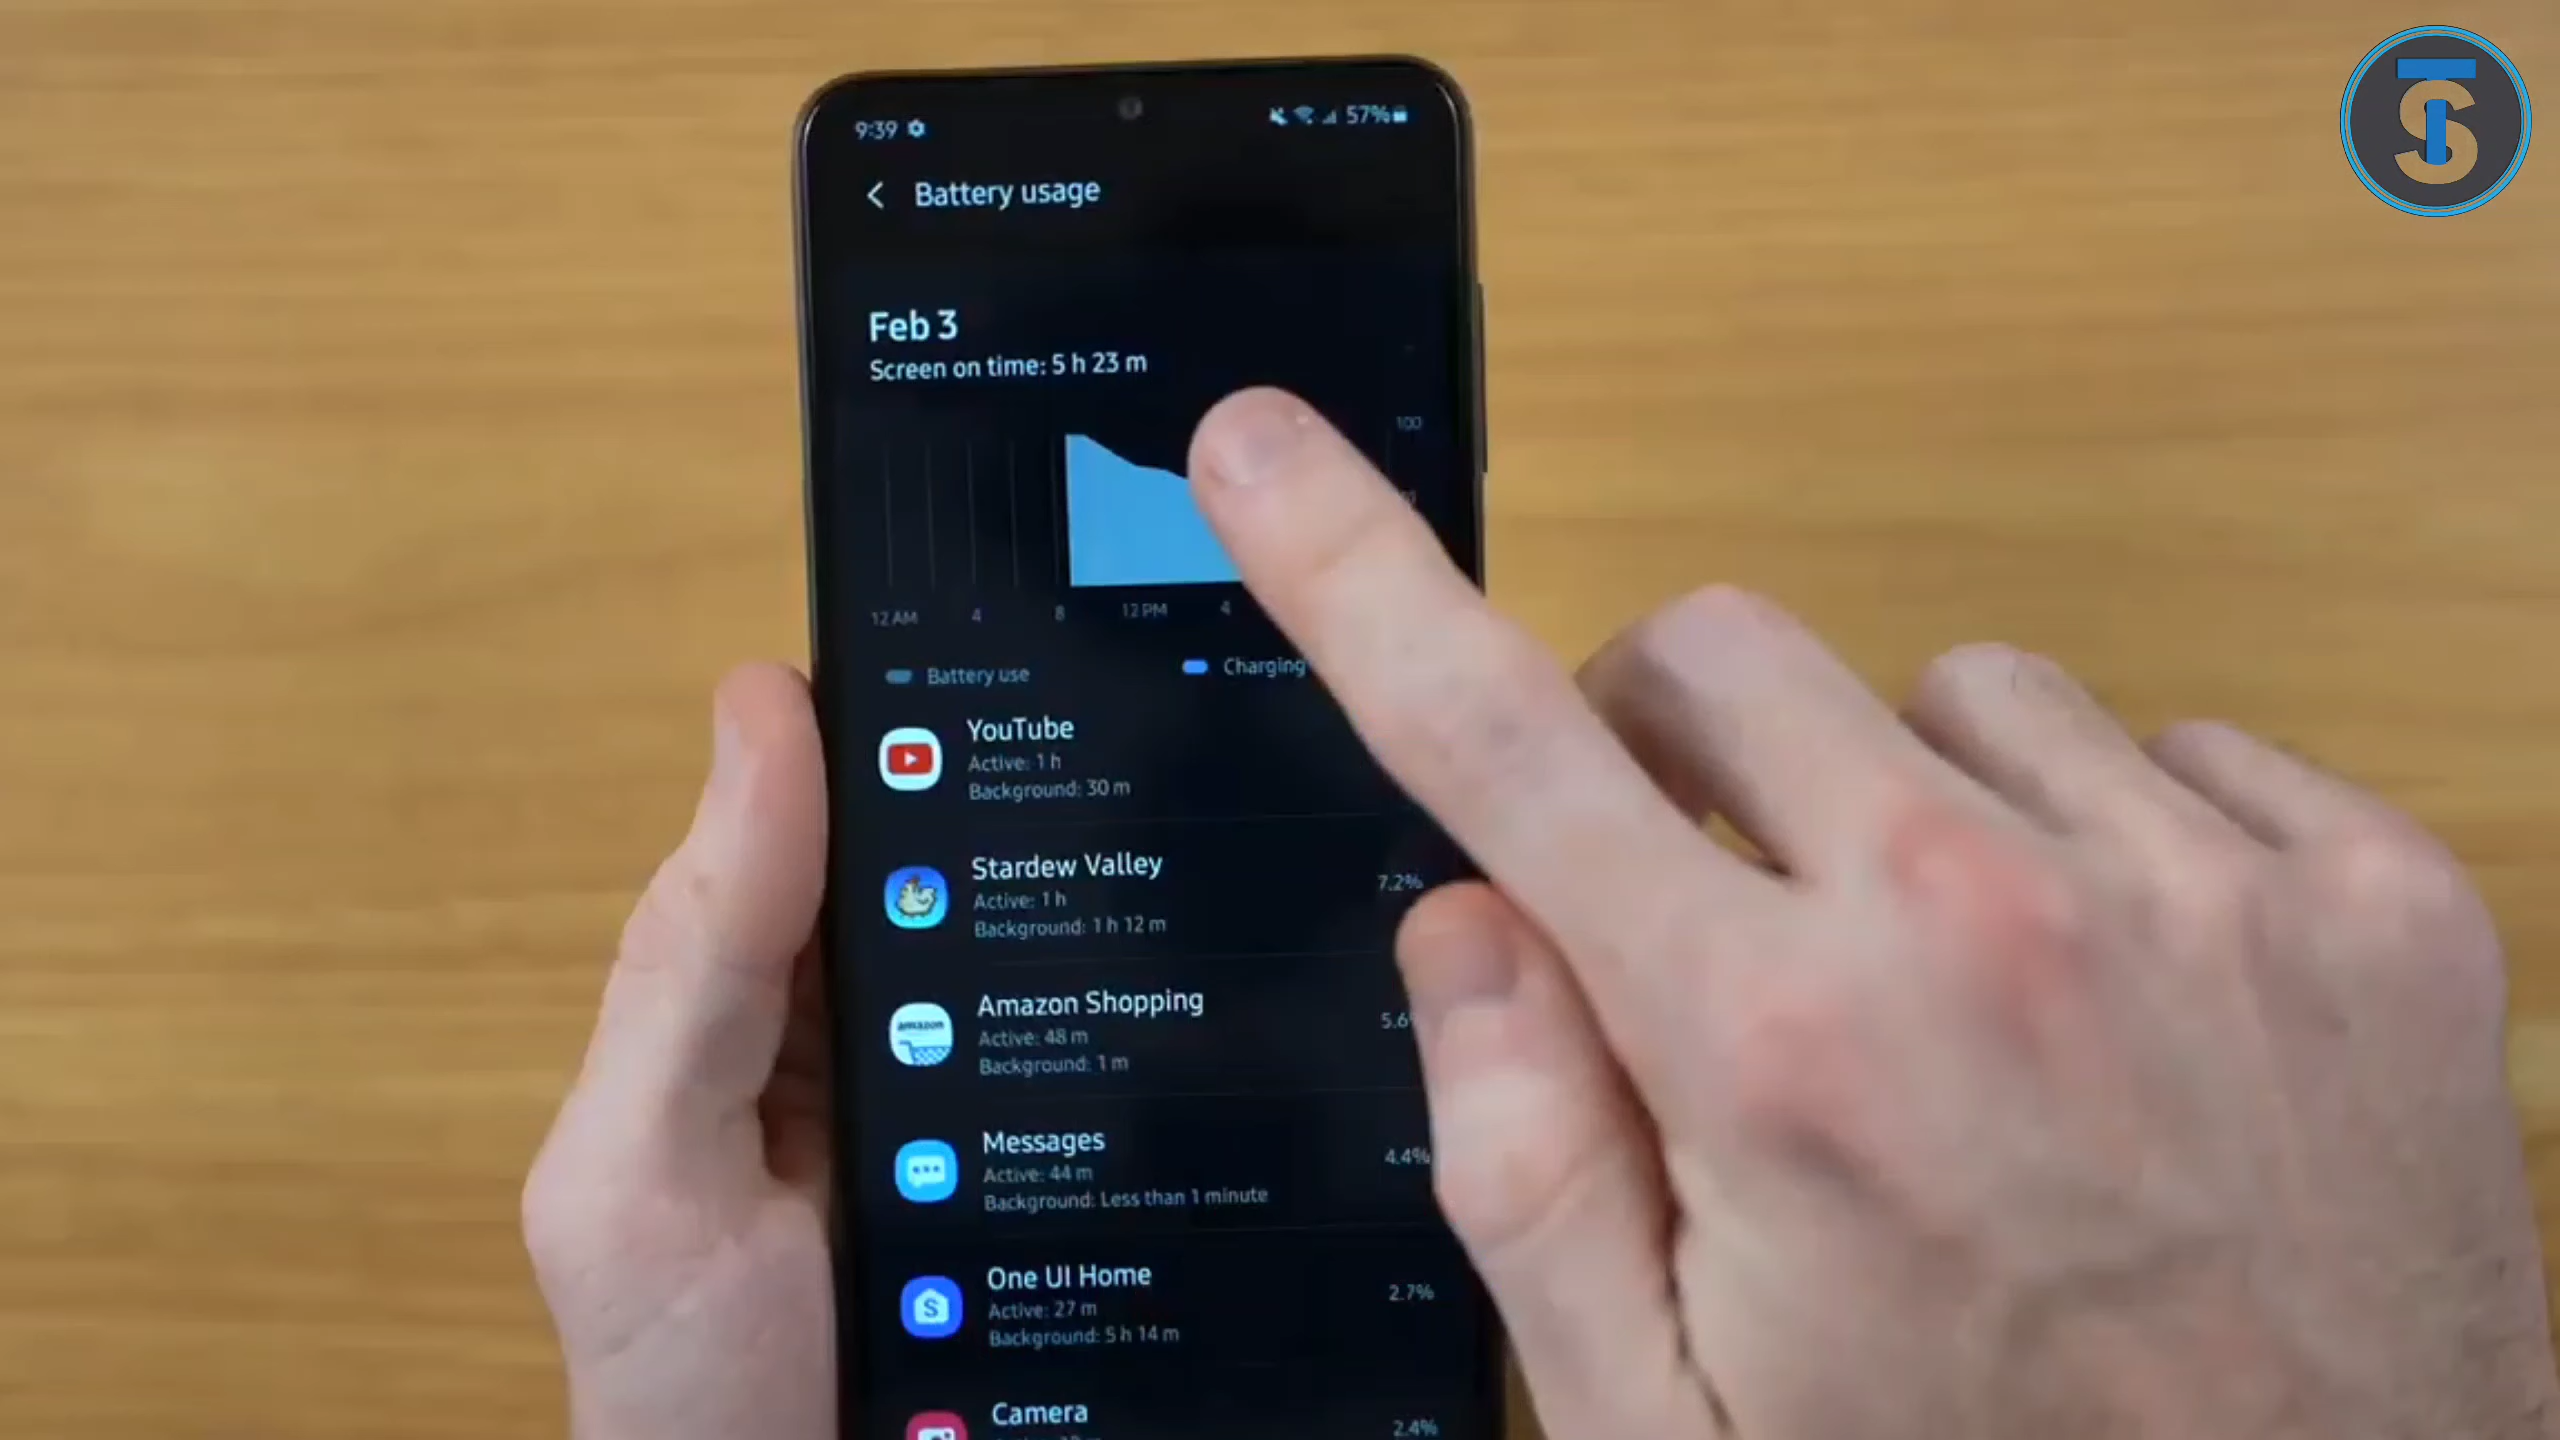 9:39
57%
Battery usage
Feb 3
Screen on time: 5 h 23 m
100
12 AM 4 8 12 PM 4
Battery use
Charging
YouTube
Active: 1 h
Background: 30 m
Stardew Valley
Active: 1 h
Background: 1 h 12 m
7.2%
amazon
Amazon Shopping
Active: 48 m
Background: 1 m
Messages
Active: 44 m
Background: Less than 1 minute
4.4%
S
One UI Home
Active: 27 m
Background: 5 h 14 m
2.7%
Camera
2.4%